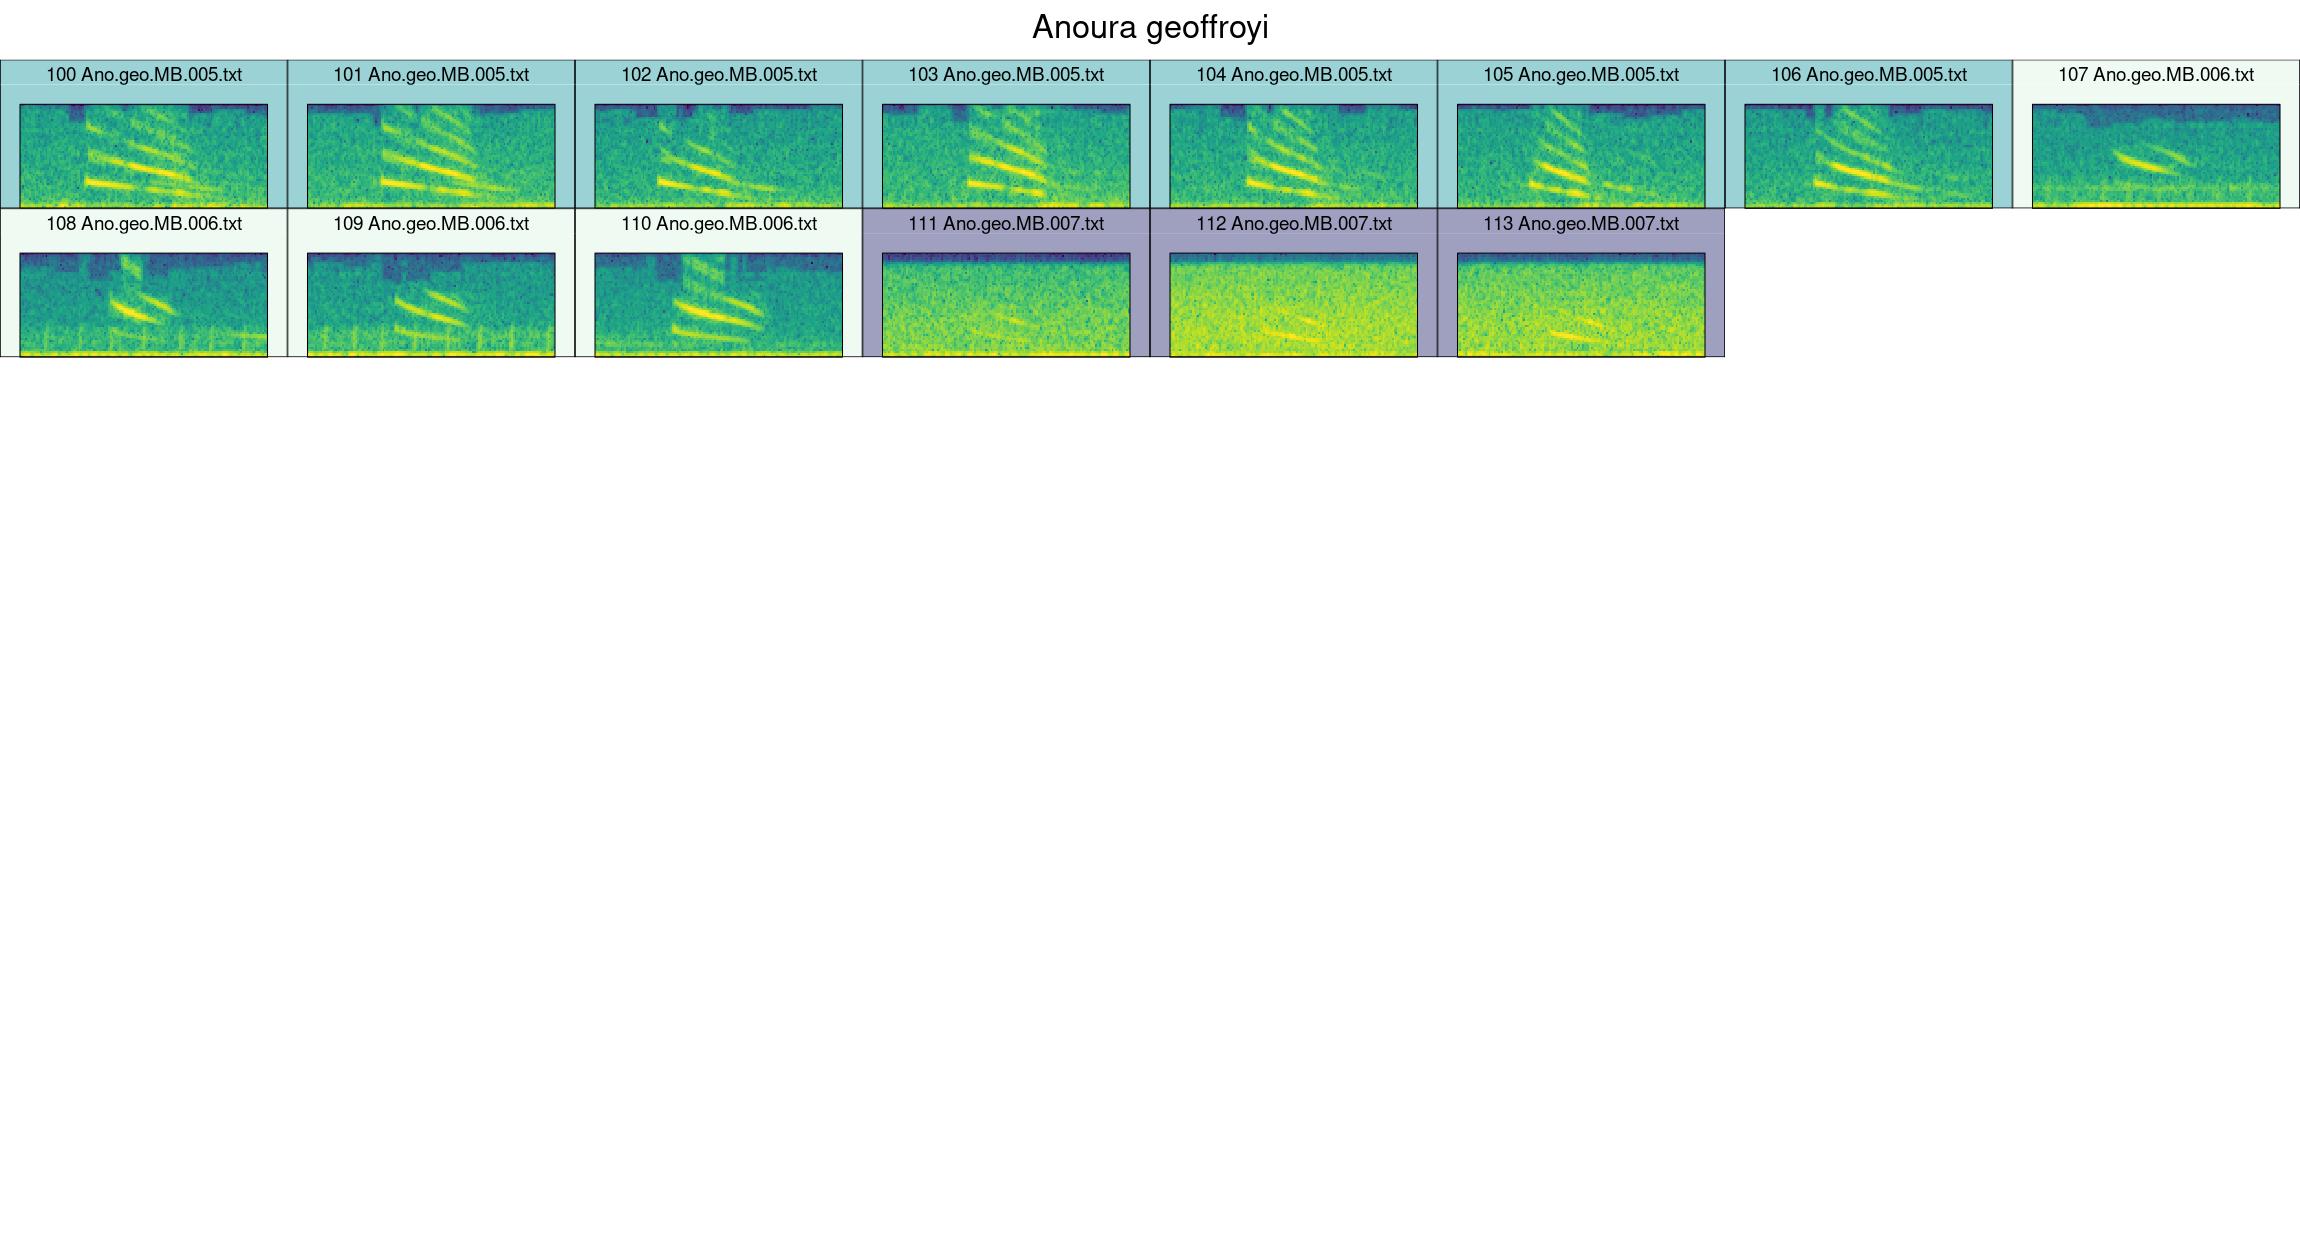 Anoura geoffroyi
100 Ano.geo.MB.005.txt
101 Ano.geo.MB.005.txt
102 Ano.geo.MB.005.txt
103 Ano.geo.MB.005.txt
104 Ano.geo.MB.005.txt
105 Ano.geo.MB.005.txt
106 Ano.geo.MB.005.txt
107 Ano.geo.MB.006.txt
108 Ano.geo.MB.006.txt
109 Ano.geo.MB.006.txt
110 Ano.geo.MB.006.txt
111 Ano.geo.MB.007.txt
112 Ano.geo.MB.007.txt
113 Ano.geo.MB.007.txt